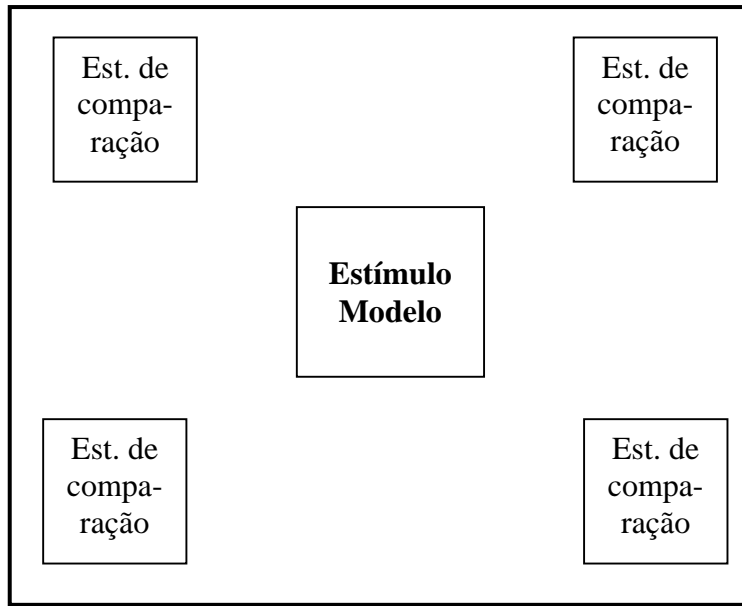 Est. de
compa-
ração
Est. de
compa-
ração
Estímulo
Modelo
Est. de
compa-
ração
Est. de
compa-
ração